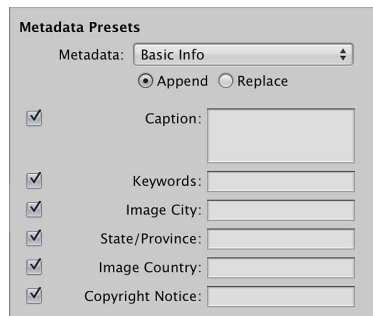 Metadata Presets
Metadata: Basic Info
Append Replace
Caption:
Keywords:
Image City:
State/Province:
Image Country:
Copyright Notice: